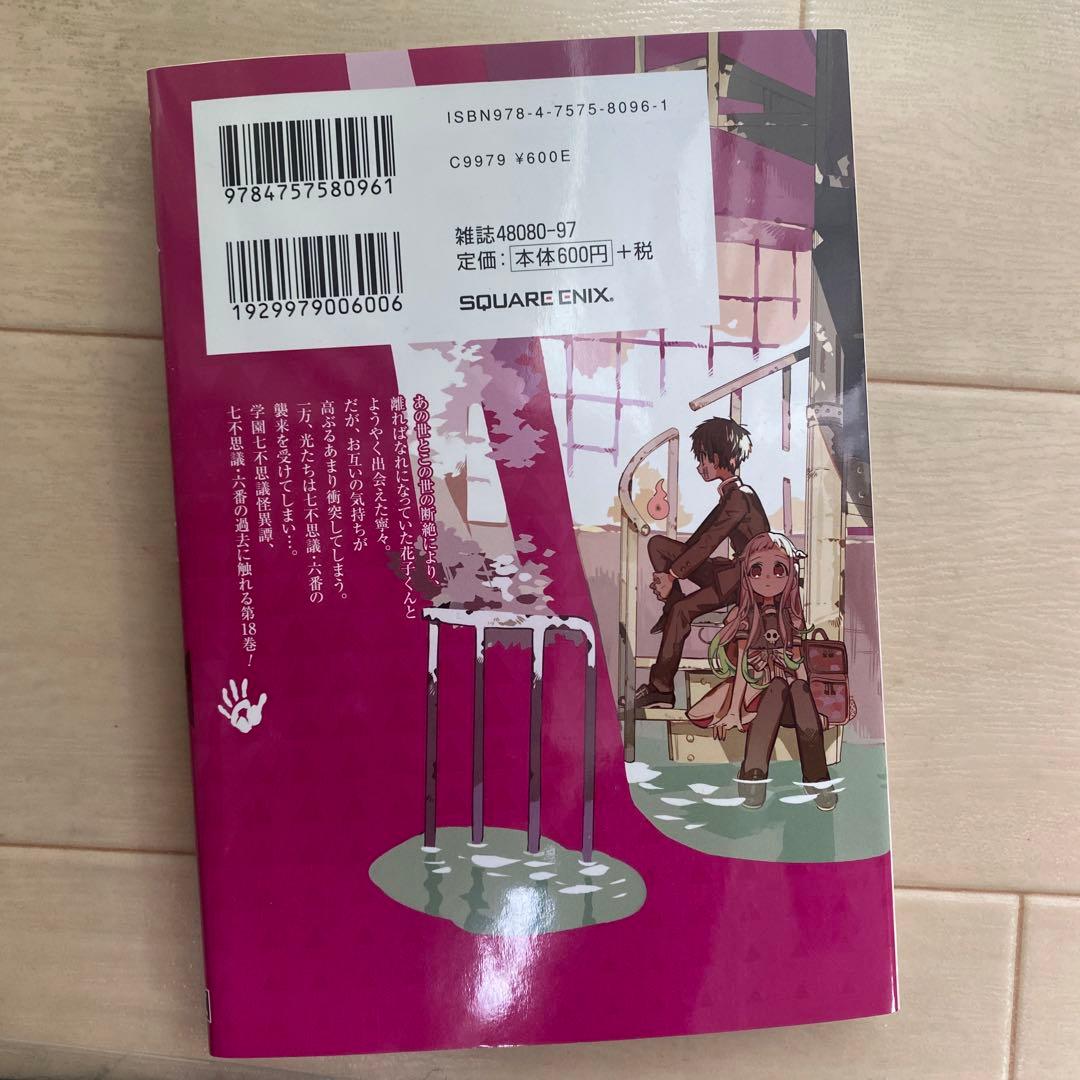 ISBN978-4-7575-8096-1
9784757580961
C9979 ¥600E
雑誌48080-97
定価：本体600円+税
1929979006006
SQUARE ENIX®
あの世とこの世の断絶により、
離ればなれになっていた花子くんと
ようやく出会えた寧々。
だが、お互いの気持ちが
高ぶるあまり衝突してしまう。
一方、光たちは七不思議・六番の
襲来を受けてしまい…。
学園七不思議怪異譚、
七不思議・六番の過去に触れる第18巻！